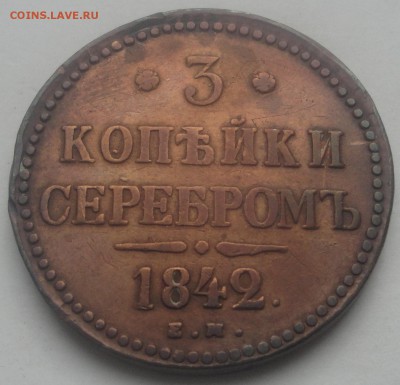 COINS.LAVE.RU
3
КОПѢЙКИ
СЕРЕБРОМЪ
1842.
Е.М.